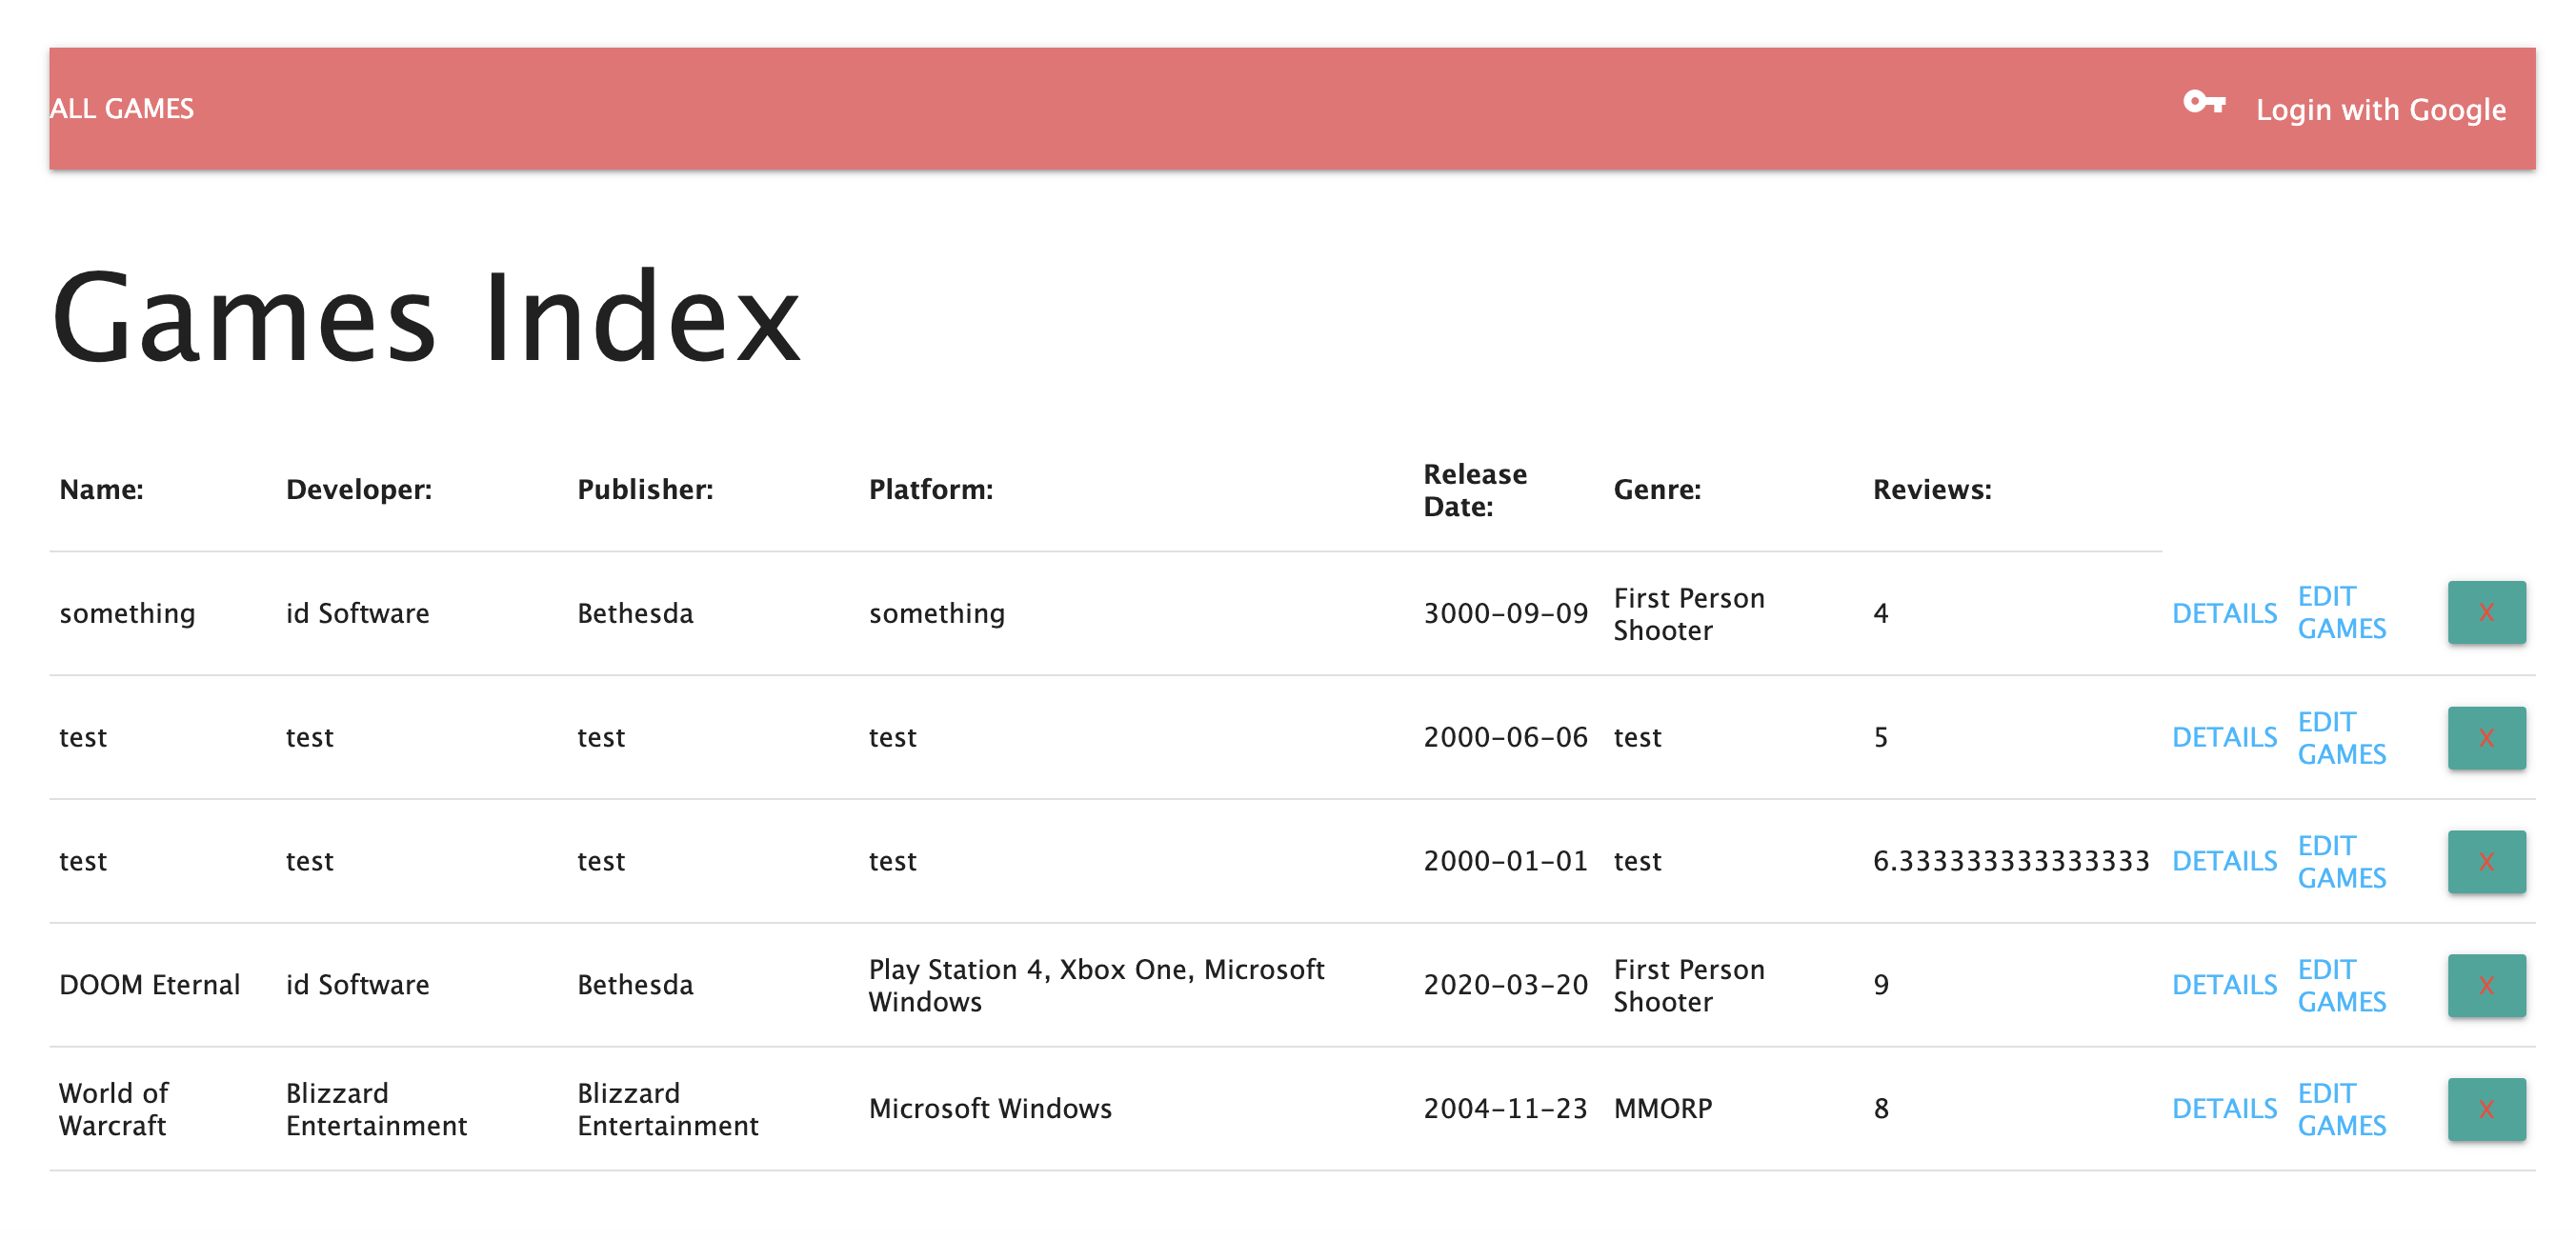 ALL GAMES
Login with Google
Games Index
Name: Developer: Publisher: Platform: Release Date: Genre: Reviews:
something id Software Bethesda something 3000-09-09 First Person Shooter 4 DETAILS EDIT GAMES X
test test test test 2000-06-06 test 5 DETAILS EDIT GAMES X
test test test test 2000-01-01 test 6.333333333333333 DETAILS EDIT GAMES X
DOOM Eternal id Software Bethesda Play Station 4, Xbox One, Microsoft Windows 2020-03-20 First Person Shooter 9 DETAILS EDIT GAMES X
World of Warcraft Blizzard Entertainment Blizzard Entertainment Microsoft Windows 2004-11-23 MMORP 8 DETAILS EDIT GAMES X